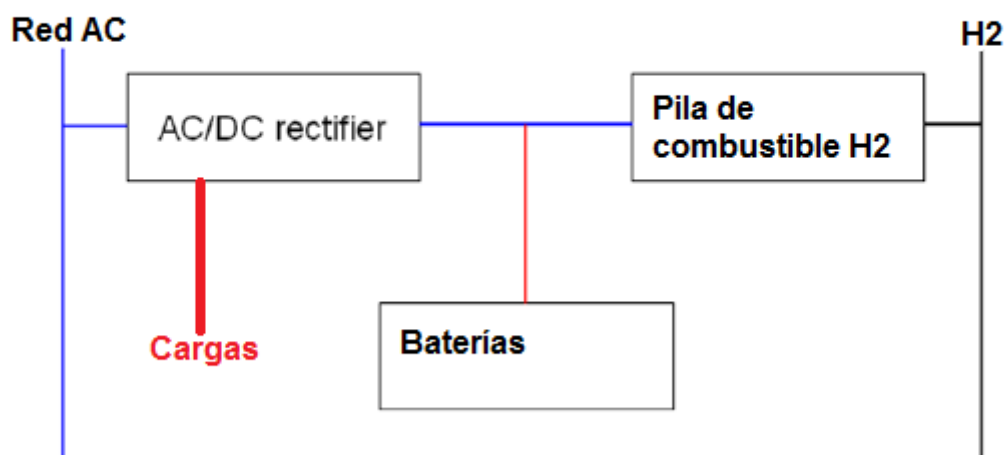 Red AC
H2
AC/DC rectifier
Pila de
combustible H2
Cargas
Baterías